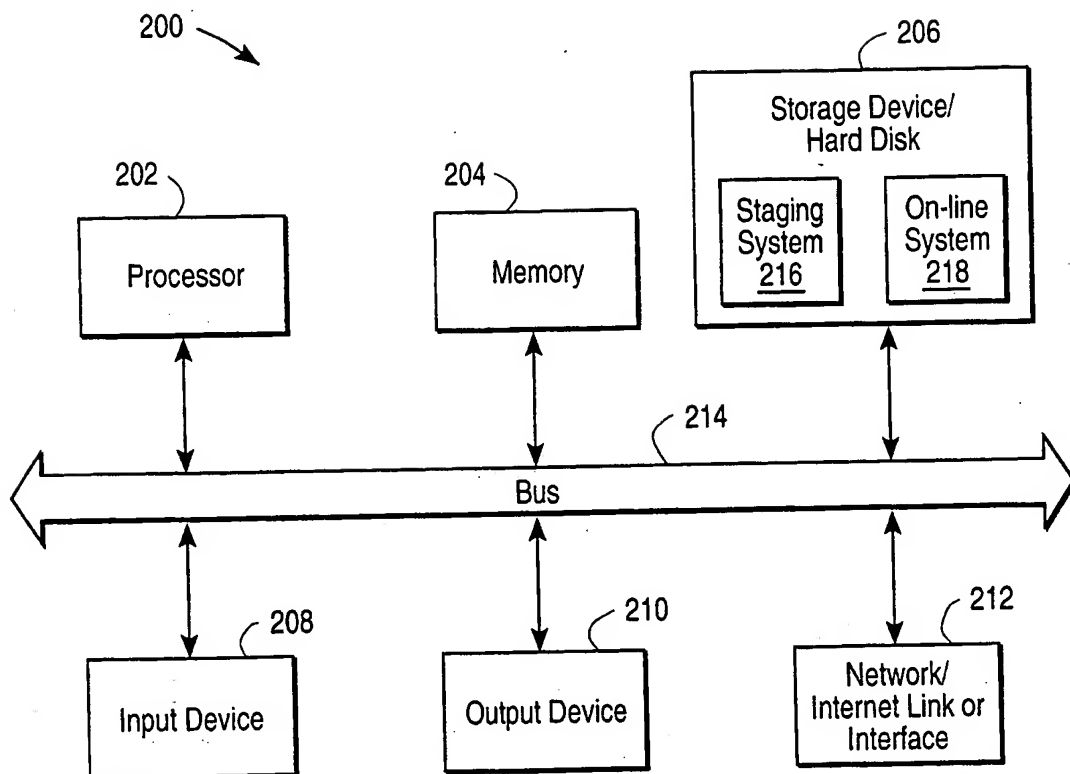 200
206
Storage Device/
Hard Disk
202
204
Staging
System
216
On-line
System
218
Processor
Memory
214
Bus
208
210
212
Input Device
Output Device
Network/
Internet Link or
Interface